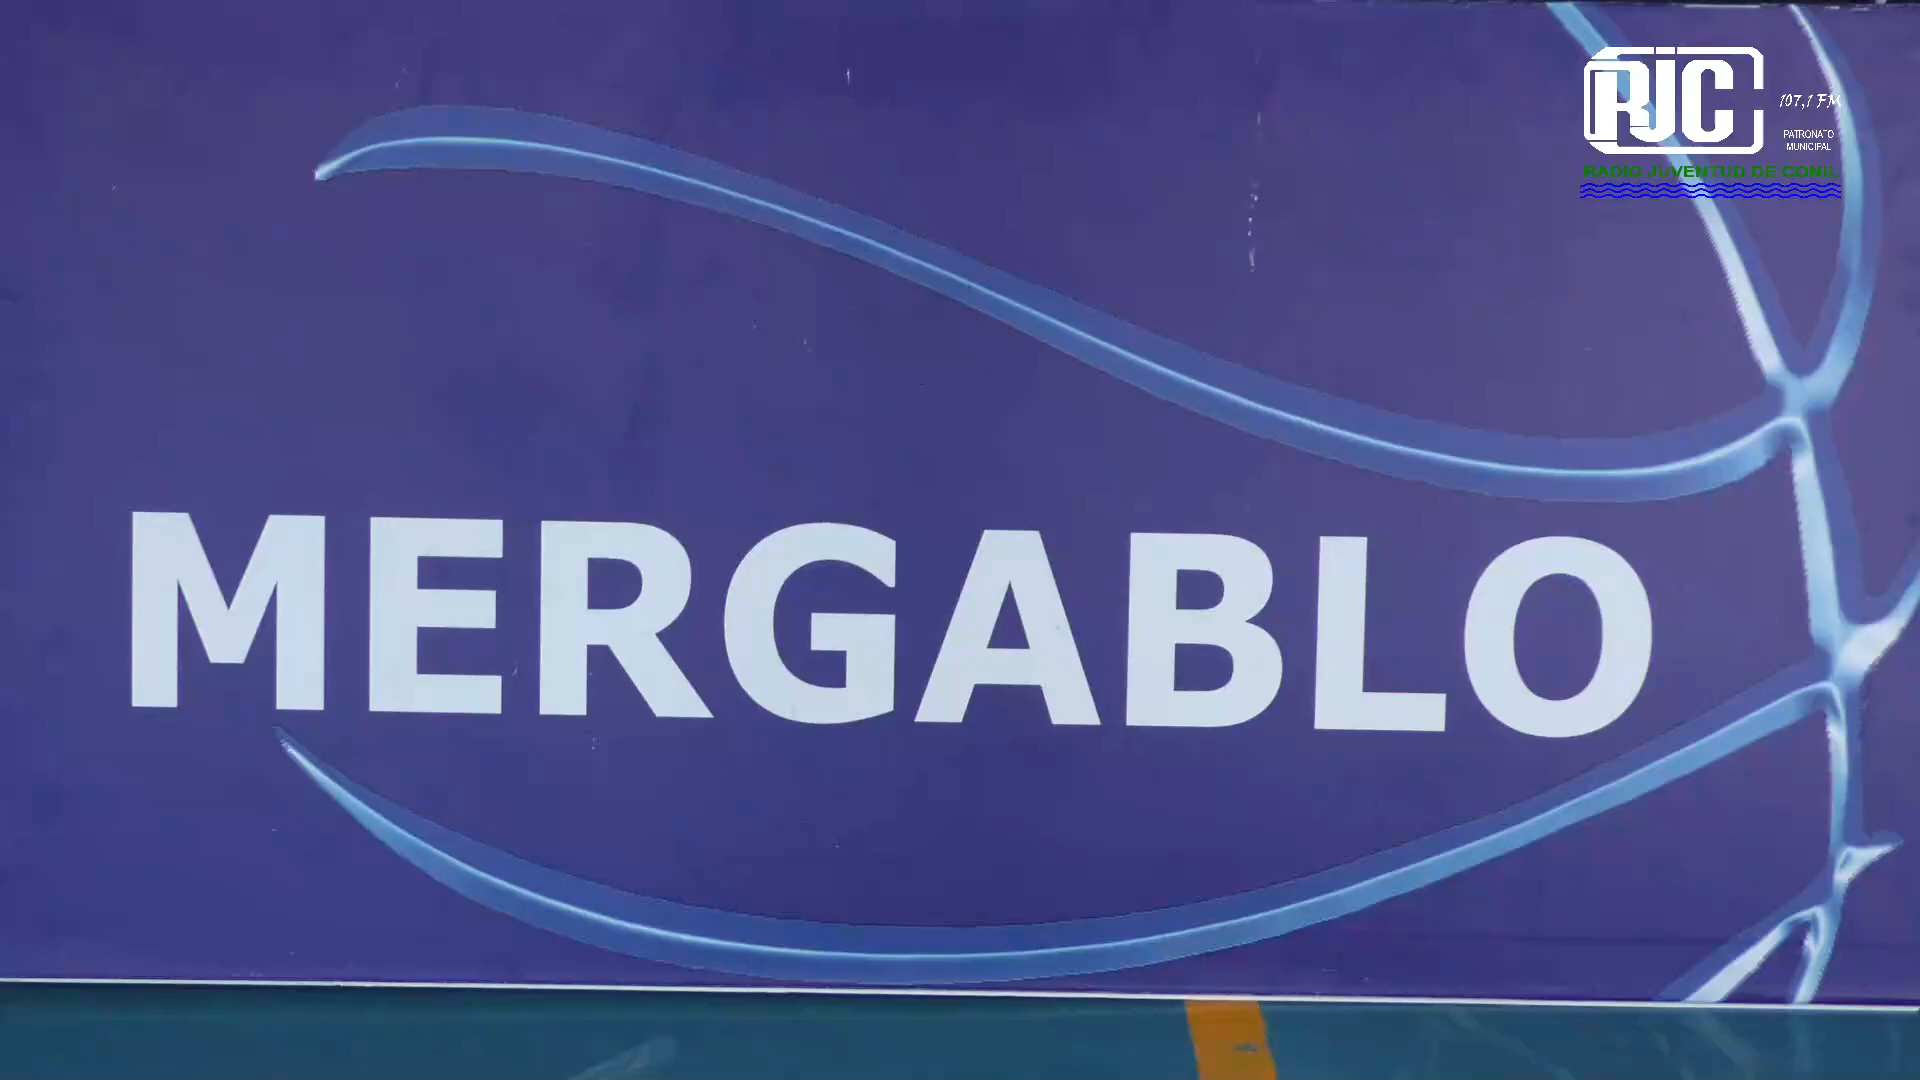 RJC
107,1 FM
PATRONATO
MUNICIPAL
RADIO JUVENTUD DE CONIL
MERGABLO